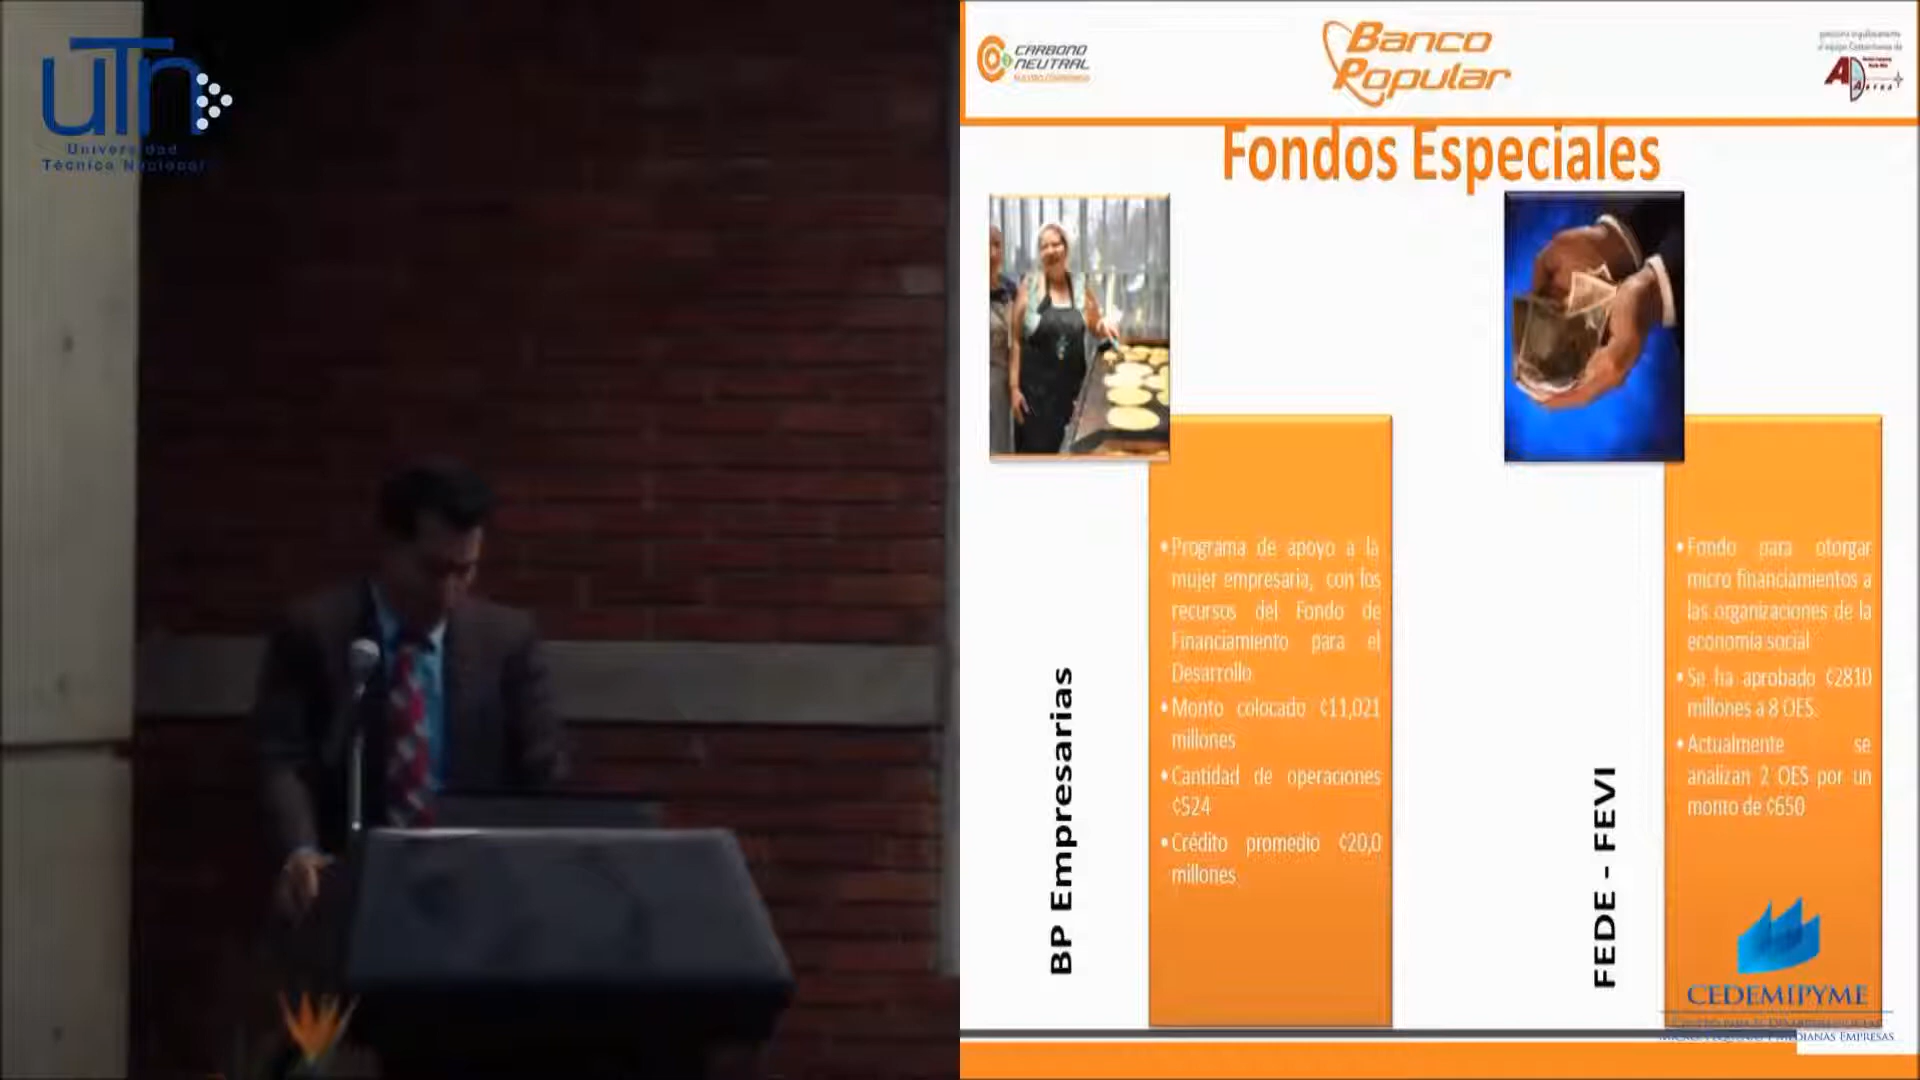 uTn
Universidad
Técnica Nacional
CARBONO
NEUTRAL
Banco
Popular
Fondos Especiales
BP Empresarias
•Programa de apoyo a la
mujer empresaria, con los
recursos del Fondo de
Financiamiento para el
Desarrollo
•Monto colocado ¢11,021
millones
•Cantidad de operaciones
¢524
•Crédito promedio ¢20,0
millones
FEDE - FEVI
•Fondo para otorgar
micro financiamientos a
las organizaciones de la
economía social
•Se ha aprobado ¢2810
millones a 8 OES.
•Actualmente se
analizan 2 OES por un
monto de ¢650
CEDEMIPYME